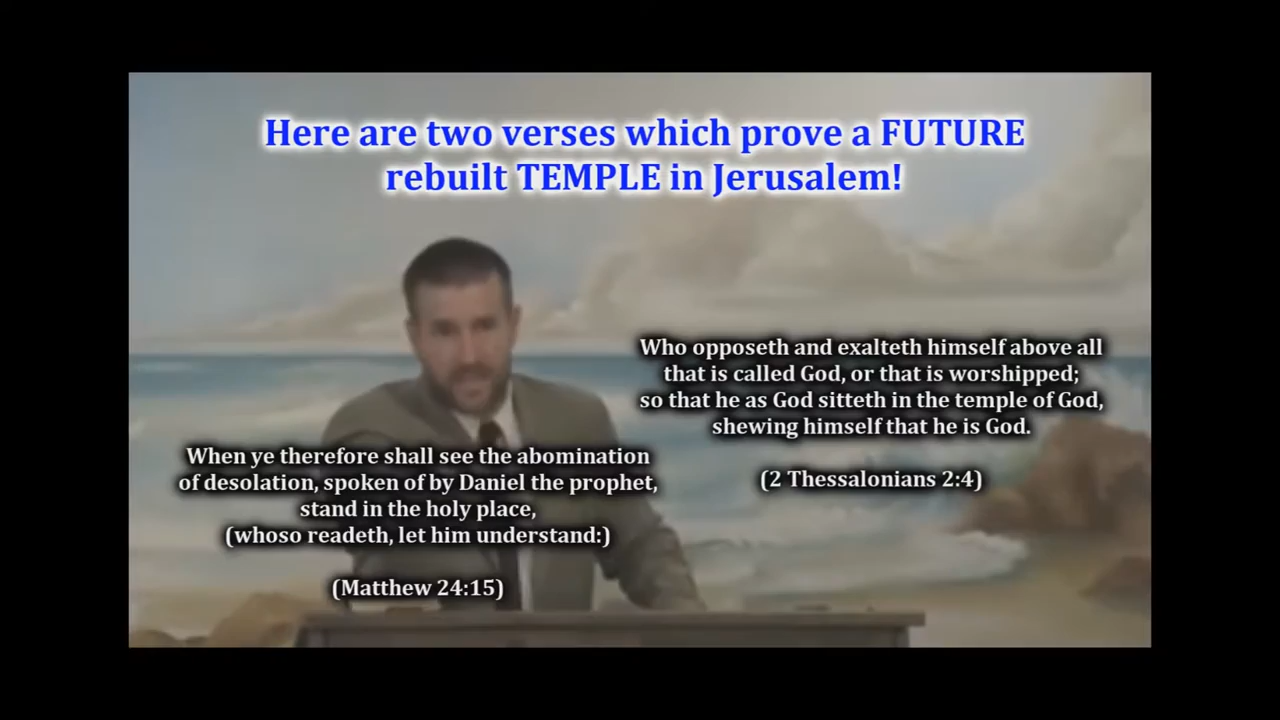 Here are two verses which prove a FUTURE
rebuilt TEMPLE in Jerusalem!
Who opposeth and exalteth himself above all
that is called God, or that is worshipped;
so that he as God sitteth in the temple of God,
shewing himself that he is God.
(2 Thessalonians 2:4)
When ye therefore shall see the abomination
of desolation, spoken of by Daniel the prophet,
stand in the holy place,
(whoso readeth, let him understand:)
(Matthew 24:15)